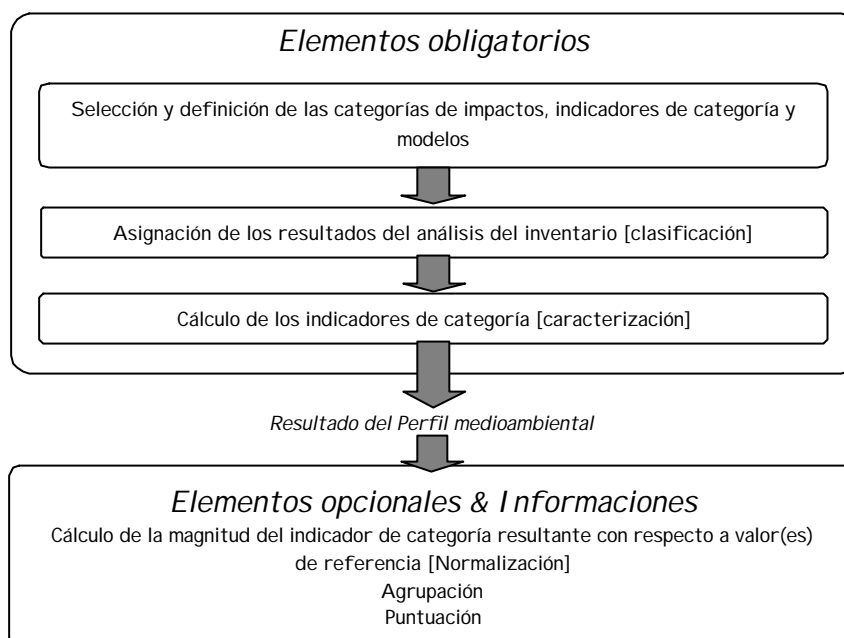 Elementos obligatorios
Selección y definición de las categorías de impactos, indicadores de categoría y
modelos
Asignación de los resultados del análisis del inventario [clasificación]
Cálculo de los indicadores de categoría [caracterización]
Resultado del Perfil medioambiental
Elementos opcionales & Informaciones
Cálculo de la magnitud del indicador de categoría resultante con respecto a valor(es)
de referencia [Normalización]
Agrupación
Puntuación